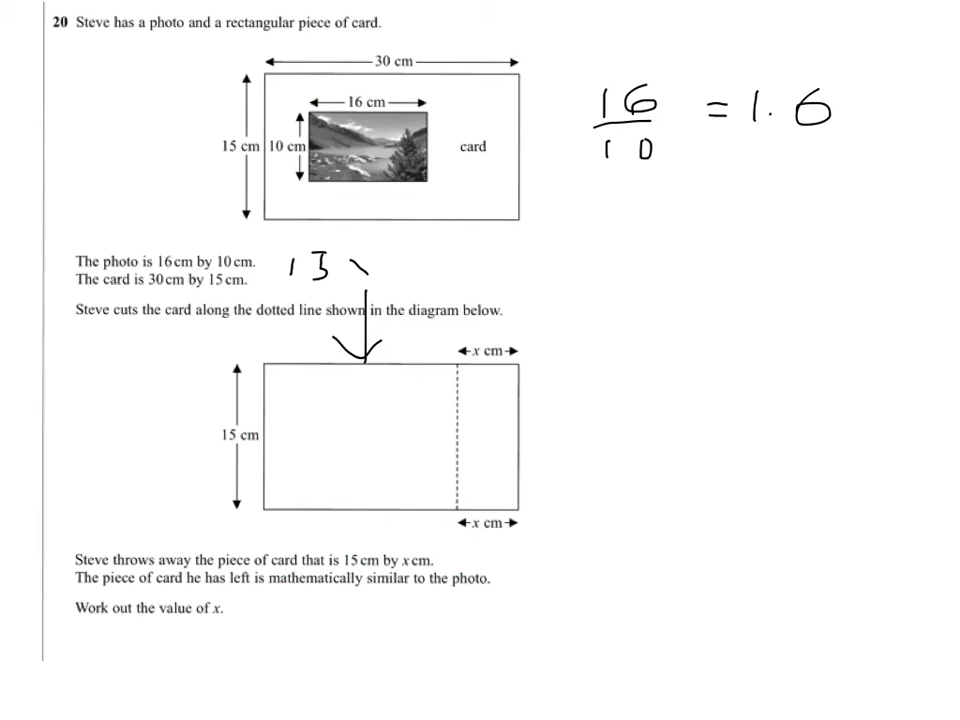 20 Steve has a photo and a rectangular piece of card.
30 cm
16 cm
15 cm
10 cm
card
16
10
= 1.6
The photo is 16 cm by 10 cm.
The card is 30 cm by 15 cm.
Steve cuts the card along the dotted line shown in the diagram below.
x cm
15 cm
x cm
Steve throws away the piece of card that is 15 cm by x cm.
The piece of card he has left is mathematically similar to the photo.
Work out the value of x.